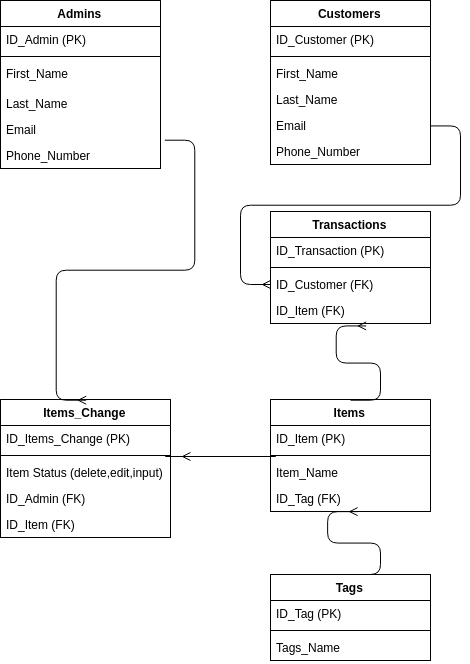 Admins
ID_Admin (PK)
First_Name
Last_Name
Email
Phone_Number
Customers
ID_Customer (PK)
First_Name
Last_Name
Email
Phone_Number
Transactions
ID_Transaction (PK)
ID_Customer (FK)
ID_Item (FK)
Items_Change
ID_Items_Change (PK)
Item Status (delete,edit,input)
ID_Admin (FK)
ID_Item (FK)
Items
ID_Item (PK)
Item_Name
ID_Tag (FK)
Tags
ID_Tag (PK)
Tags_Name